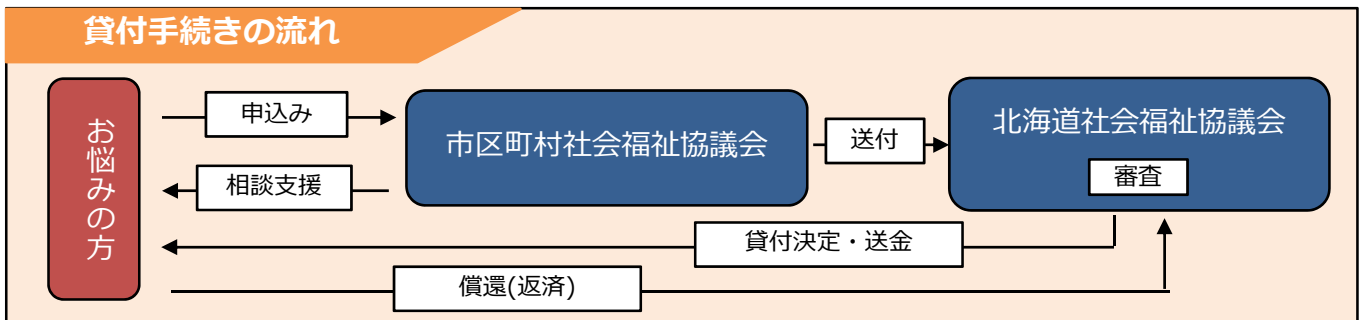 貸付手続きの流れ
お悩みの方
申込み
相談支援
市区町村社会福祉協議会
送付
北海道社会福祉協議会
審査
貸付決定・送金
償還(返済)